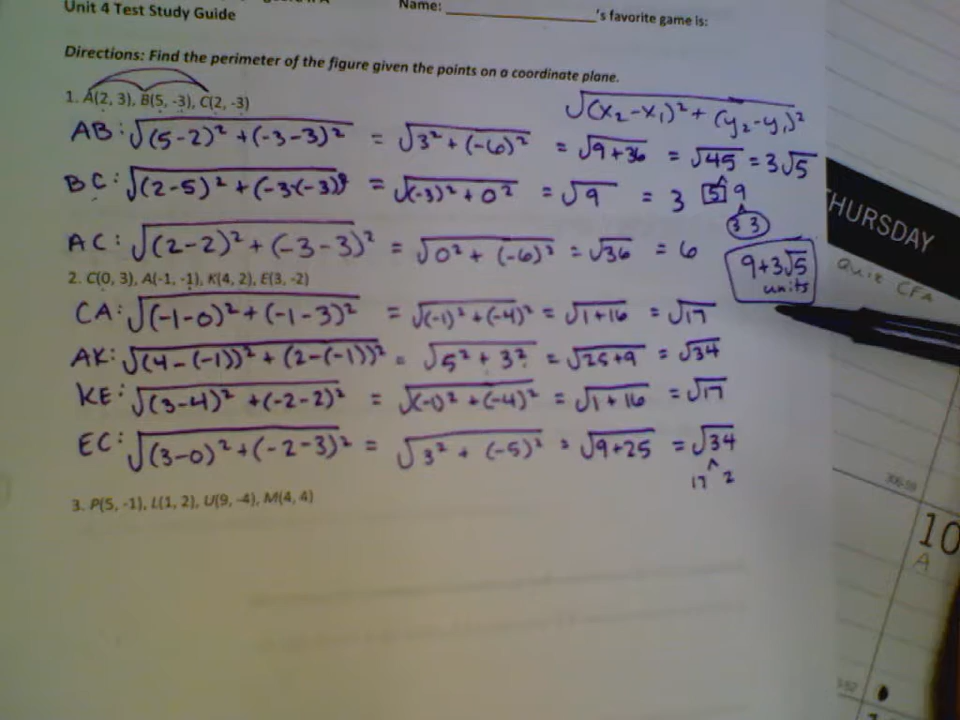 Name: ____________'s favorite game is:
Unit 4 Test Study Guide
Directions: Find the perimeter of the figure given the points on a coordinate plane.
1. A(2, 3), B(5, -3), C(2, -3)
√(x₂-x₁)² + (y₂-y₁)²
AB: √(5-2)² + (-3-3)² = √3² + (-6)² = √9+36 = √45 = 3√5
BC: √(2-5)² + (-3-(-3))² = √(-3)² + 0² = √9 = 3
5 9
3 3
AC: √(2-2)² + (-3-3)² = √0² + (-6)² = √36 = 6
9+3√5
units
2. C(0, 3), A(-1, -1), K(4, 2), E(3, -2)
CA: √(-1-0)² + (-1-3)² = √(-1)² + (-4)² = √1+16 = √17
AK: √(4-(-1))² + (2-(-1))² = √5² + 3² = √25+9 = √34
KE: √(3-4)² + (-2-2)² = √(-1)² + (-4)² = √1+16 = √17
EC: √(3-0)² + (-2-3)² = √3² + (-5)² = √9+25 = √34
17 2
3. P(5, -1), L(1, 2), U(9, -4), M(4, 4)
THURSDAY
Quiz CFA
10
A